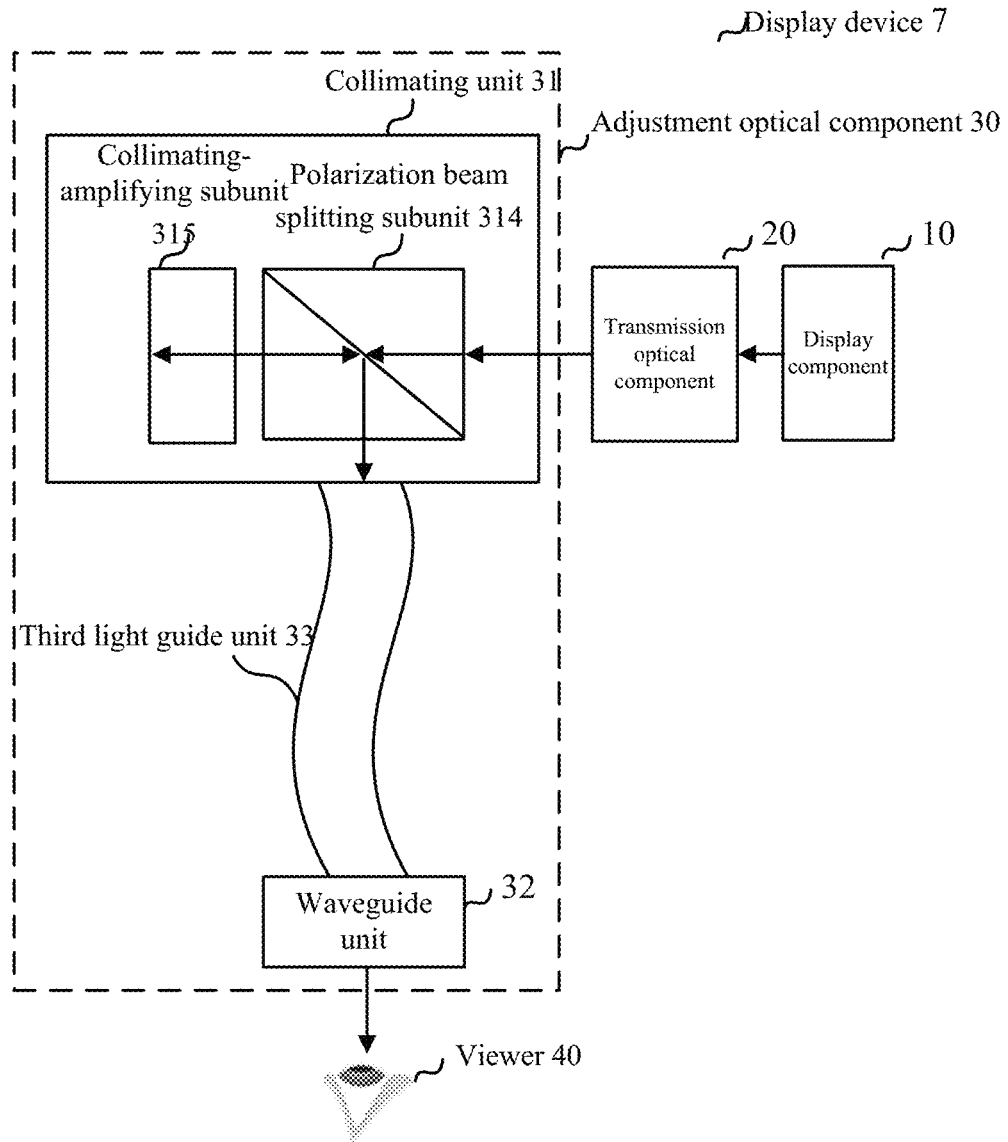 Display device 7
Collimating unit 31
Adjustment optical component 30
Collimating-
amplifying subunit
315
Polarization beam
splitting subunit 314
20
10
Transmission
optical
component
Display
component
Third light guide unit 33
Waveguide
unit
32
Viewer 40